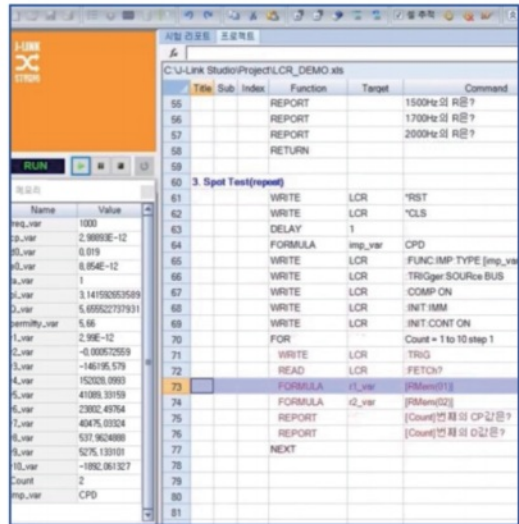 J-LINK
시험 리포트 프로젝트
fx
C:\J-Link Studio\Project\LCR_DEMO.xls
Title Sub Index Function Target Command
55 REPORT 1500Hz의 R은?
56 REPORT 1700Hz의 R은?
57 REPORT 2000Hz의 R은?
58 RETURN
59
60 3. Spot Test(repeat)
61 WRITE LCR *RST
62 WRITE LCR *CLS
63 DELAY 1
64 FORMULA imp_var CPD
65 WRITE LCR :FUNC:IMP:TYPE [imp_var
66 WRITE LCR :TRIGger:SOURce BUS
67 WRITE LCR :COMP ON
68 WRITE LCR :INIT:IMM
69 WRITE LCR :INIT:CONT ON
70 FOR Count = 1 to 10 step 1
71 WRITE LCR :TRIG
72 READ LCR :FETCh?
73 FORMULA r1_var [RMem(01)]
74 FORMULA r2_var [RMem(02)]
75 REPORT [Count]번째의 CP값은?
76 REPORT [Count]번째의 D값은?
77 NEXT
78
79
80
81
RUN
메모리
Name Value
req_var 1000
cp_var 2,98893E-12
d0_var 0,019
e0_var 8,854E-12
a_var 1
pi_var 3,141592653589
D_var 5,655522737931
permitty_var 5,66
r1_var 2,99E-12
r2_var -0,000572559
r3_var -146195,579
r4_var 152028,0993
r5_var 41089,33159
r6_var 23802,49764
r7_var 40475,03324
r8_var 537,9624888
r9_var 5275,133101
r10_var -1892,061327
Count 2
imp_var CPD